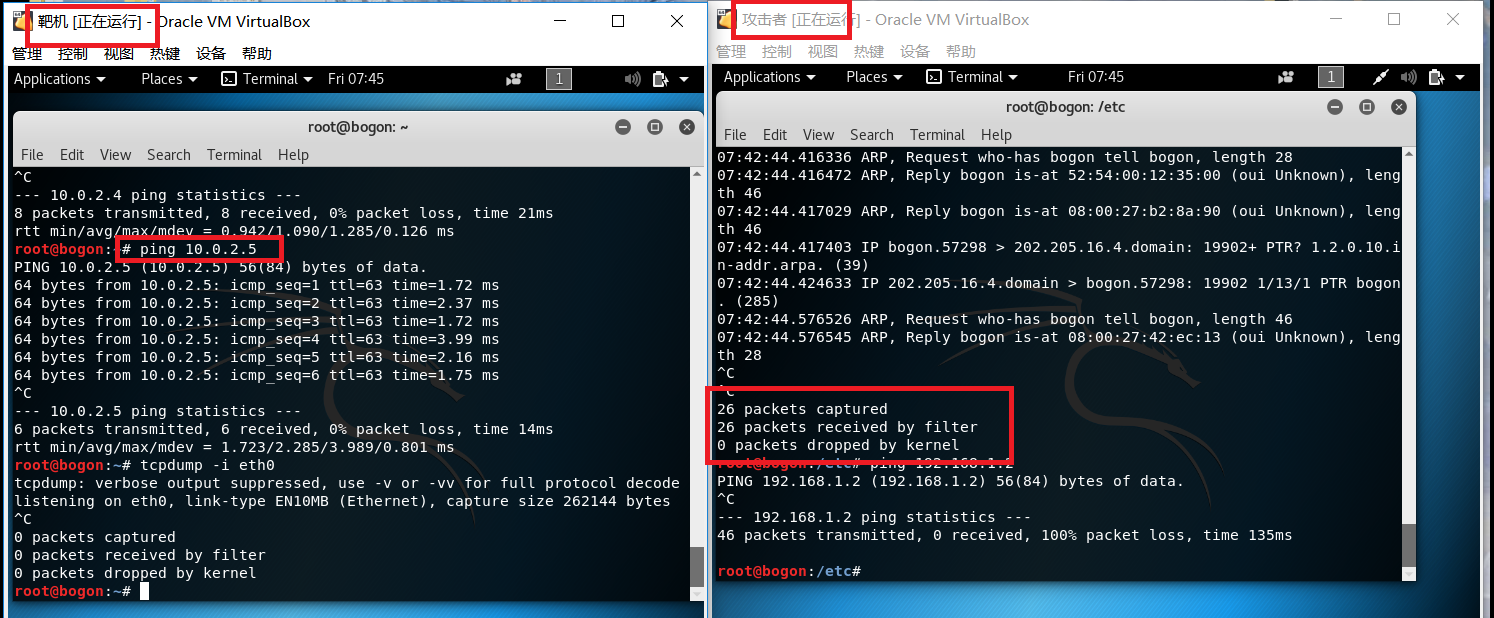 靶机 [正在运行] - Oracle VM VirtualBox
管理 控制 视图 热键 设备 帮助
Applications Places Terminal Fri 07:45 1
root@bogon: ~
File Edit View Search Terminal Help
^C
--- 10.0.2.4 ping statistics ---
8 packets transmitted, 8 received, 0% packet loss, time 21ms
rtt min/avg/max/mdev = 0.942/1.090/1.285/0.126 ms
root@bogon:~# ping 10.0.2.5
PING 10.0.2.5 (10.0.2.5) 56(84) bytes of data.
64 bytes from 10.0.2.5: icmp_seq=1 ttl=63 time=1.72 ms
64 bytes from 10.0.2.5: icmp_seq=2 ttl=63 time=2.37 ms
64 bytes from 10.0.2.5: icmp_seq=3 ttl=63 time=1.72 ms
64 bytes from 10.0.2.5: icmp_seq=4 ttl=63 time=3.99 ms
64 bytes from 10.0.2.5: icmp_seq=5 ttl=63 time=2.16 ms
64 bytes from 10.0.2.5: icmp_seq=6 ttl=63 time=1.75 ms
^C
--- 10.0.2.5 ping statistics ---
6 packets transmitted, 6 received, 0% packet loss, time 14ms
rtt min/avg/max/mdev = 1.723/2.285/3.989/0.801 ms
root@bogon:~# tcpdump -i eth0
tcpdump: verbose output suppressed, use -v or -vv for full protocol decode
listening on eth0, link-type EN10MB (Ethernet), capture size 262144 bytes
^C
0 packets captured
0 packets received by filter
0 packets dropped by kernel
root@bogon:~#
攻击者 [正在运行] - Oracle VM VirtualBox
管理 控制 视图 热键 设备 帮助
Applications Places Terminal Fri 07:45 1
root@bogon: /etc
File Edit View Search Terminal Help
07:42:44.416336 ARP, Request who-has bogon tell bogon, length 28
07:42:44.416472 ARP, Reply bogon is-at 52:54:00:12:35:00 (oui Unknown), leng
th 46
07:42:44.417029 ARP, Reply bogon is-at 08:00:27:b2:8a:90 (oui Unknown), leng
th 46
07:42:44.417403 IP bogon.57298 > 202.205.16.4.domain: 19902+ PTR? 1.2.0.10.i
n-addr.arpa. (39)
07:42:44.424633 IP 202.205.16.4.domain > bogon.57298: 19902 1/13/1 PTR bogon
. (285)
07:42:44.576526 ARP, Request who-has bogon tell bogon, length 46
07:42:44.576545 ARP, Reply bogon is-at 08:00:27:42:ec:13 (oui Unknown), leng
th 28
^C
^C
26 packets captured
26 packets received by filter
0 packets dropped by kernel
root@bogon:/etc# ping 192.168.1.2
PING 192.168.1.2 (192.168.1.2) 56(84) bytes of data.
^C
--- 192.168.1.2 ping statistics ---
46 packets transmitted, 0 received, 100% packet loss, time 135ms
root@bogon:/etc#